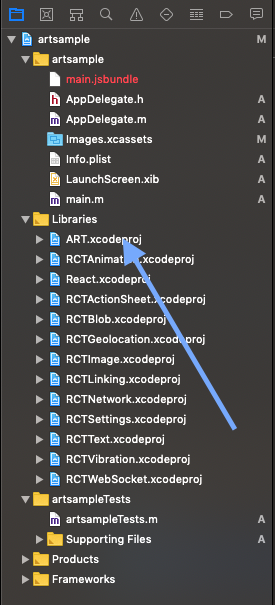 artsample M
artsample
main.jsbundle
AppDelegate.h A
AppDelegate.m A
Images.xcassets
Info.plist A
LaunchScreen.xib A
main.m A
Libraries
ART.xcodeproj
RCTAnimation.xcodeproj
React.xcodeproj
RCTActionSheet.xcodeproj
RCTBlob.xcodeproj
RCTGeolocation.xcodeproj
RCTImage.xcodeproj
RCTLinking.xcodeproj
RCTNetwork.xcodeproj
RCTSettings.xcodeproj
RCTText.xcodeproj
RCTVibration.xcodeproj
RCTWebSocket.xcodeproj
artsampleTests
artsampleTests.m A
Supporting Files A
Products
Frameworks